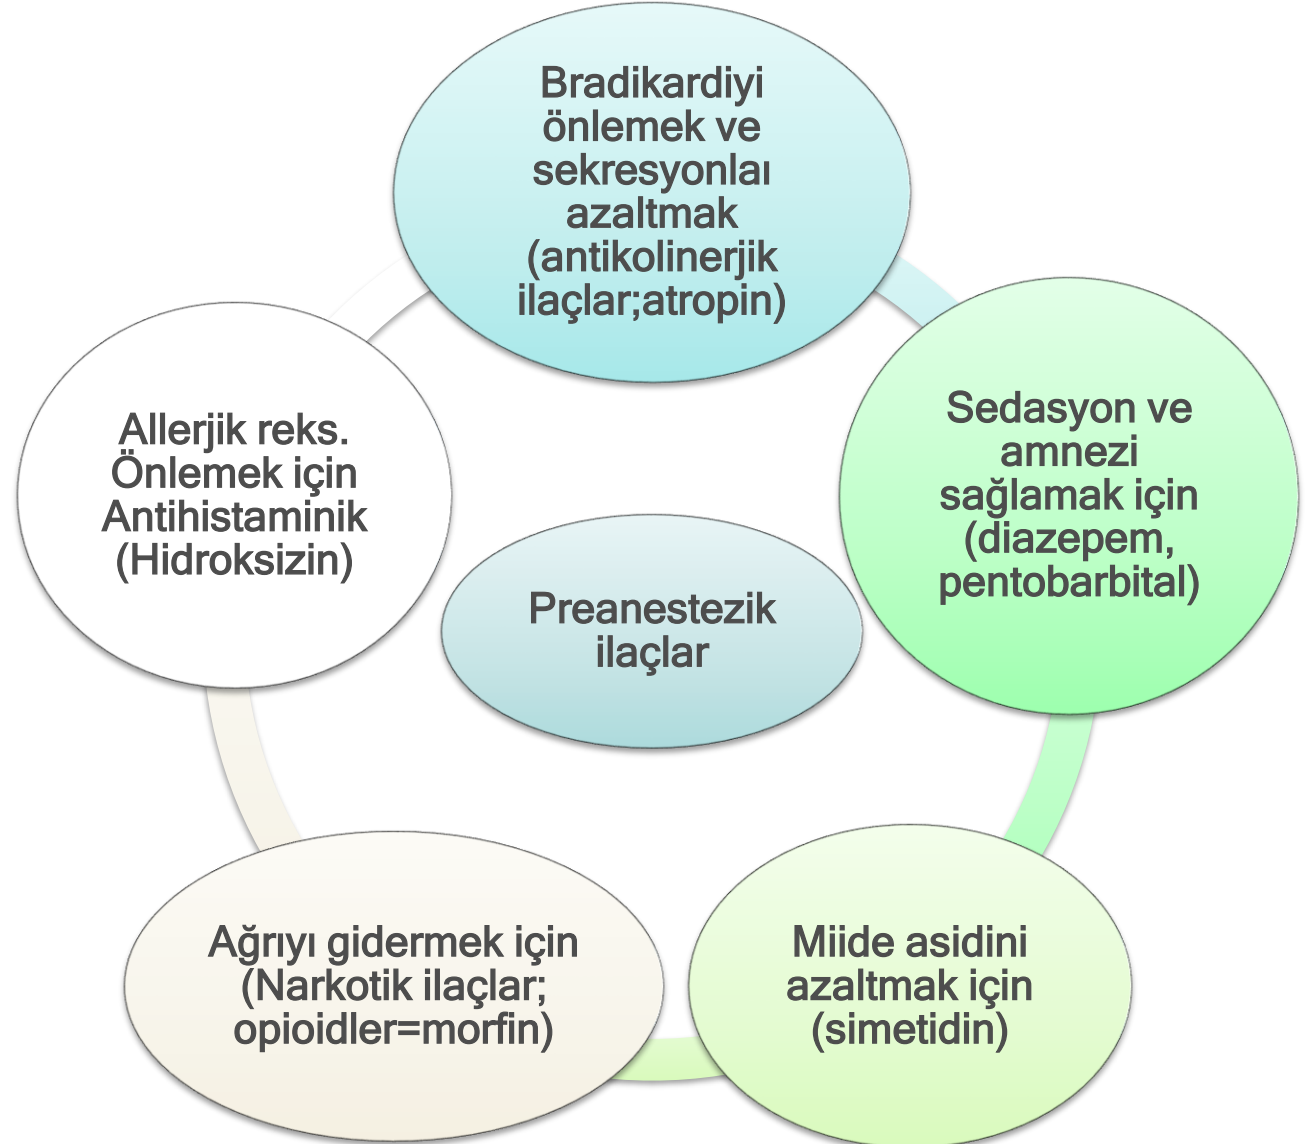 Bradikardiyi
önlemek ve
sekresyonlaı
azaltmak
(antikolinerjik
ilaçlar;atropin)
Sedasyon ve
amnezi
sağlamak için
(diazepem,
pentobarbital)
Miide asidini
azaltmak için
(simetidin)
Ağrıyı gidermek için
(Narkotik ilaçlar;
opioidler=morfin)
Allerjik reks.
Önlemek için
Antihistaminik
(Hidroksizin)
Preanestezik
ilaçlar